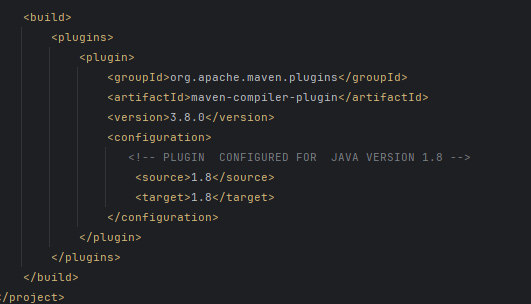 <build>
<plugins>
<plugin>
<groupId>org.apache.maven.plugins</groupId>
<artifactId>maven-compiler-plugin</artifactId>
<version>3.8.0</version>
<configuration>
<!-- PLUGIN  CONFIGURED FOR  JAVA VERSION 1.8 -->
<source>1.8</source>
<target>1.8</target>
</configuration>
</plugin>
</plugins>
</build>
</project>